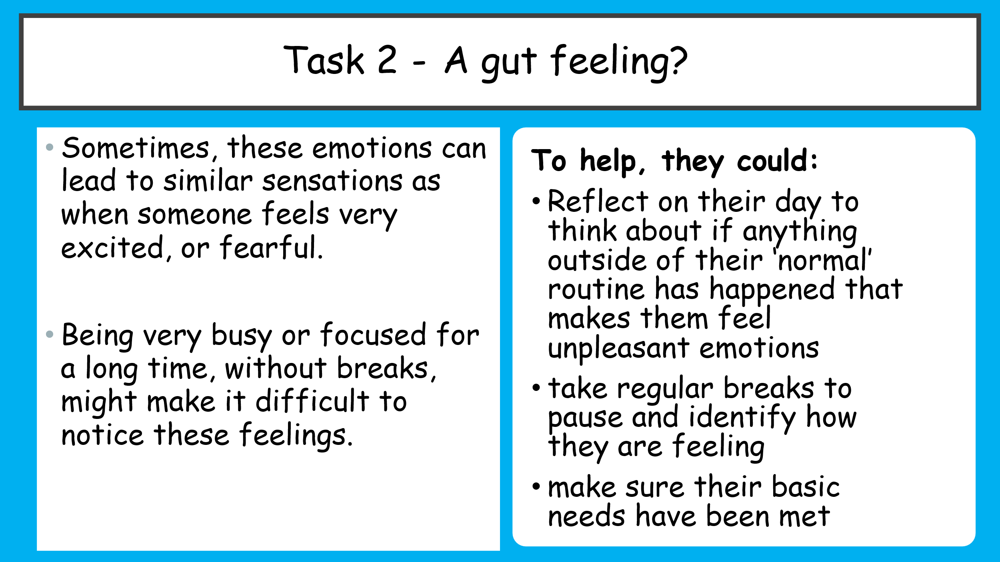 Task 2 - A gut feeling?
• Sometimes, these emotions can
lead to similar sensations as
when someone feels very
excited, or fearful.
• Being very busy or focused for
a long time, without breaks,
might make it difficult to
notice these feelings.
To help, they could:
• Reflect on their day to
think about if anything
outside of their 'normal'
routine has happened that
makes them feel
unpleasant emotions
• take regular breaks to
pause and identify how
they are feeling
• make sure their basic
needs have been met